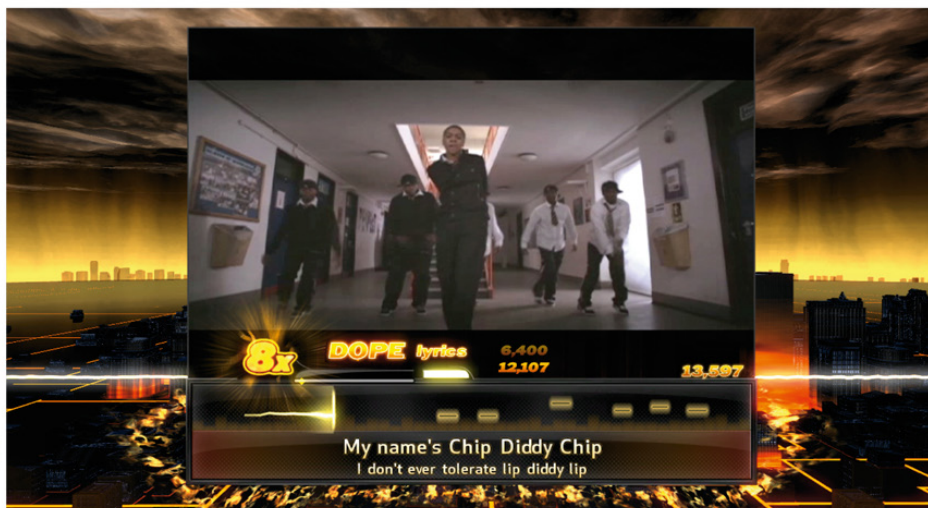 8x
DOPE lyrics
6,400
12,107
13,597
My name's Chip Diddy Chip
I don't ever tolerate lip diddy lip